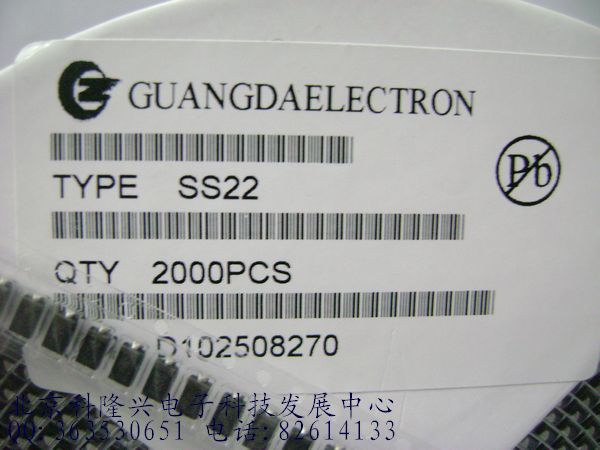 GUANGDAELECTRON
TYPE SS22
Pb
QTY 2000PCS
D102508270
北京科隆兴电子科技发展中心
QQ:363530651 电话:82614133